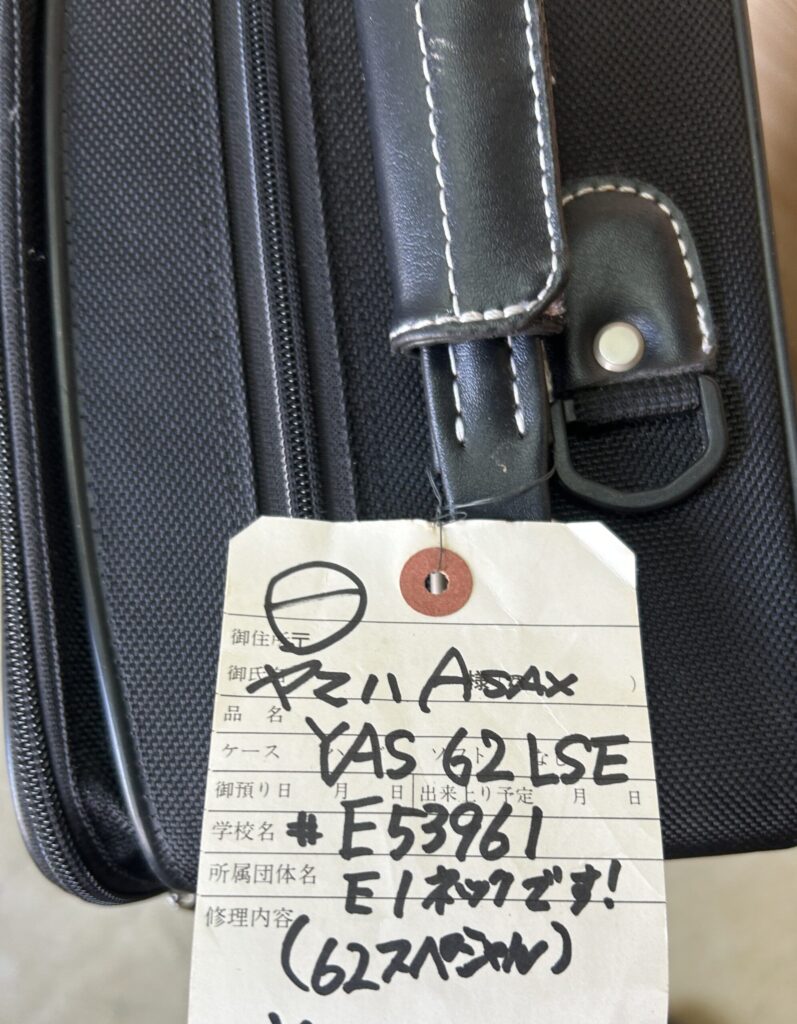 御住所〒
御氏名 様 )
ヤマハ Asax
品 名
YAS 62 LSE
ケース ソフト なし
御預り日 月 日 出来上り予定 月 日
学校名
# E53961
所属団体名
E1ネックです!
修理内容
(62スペシャル)